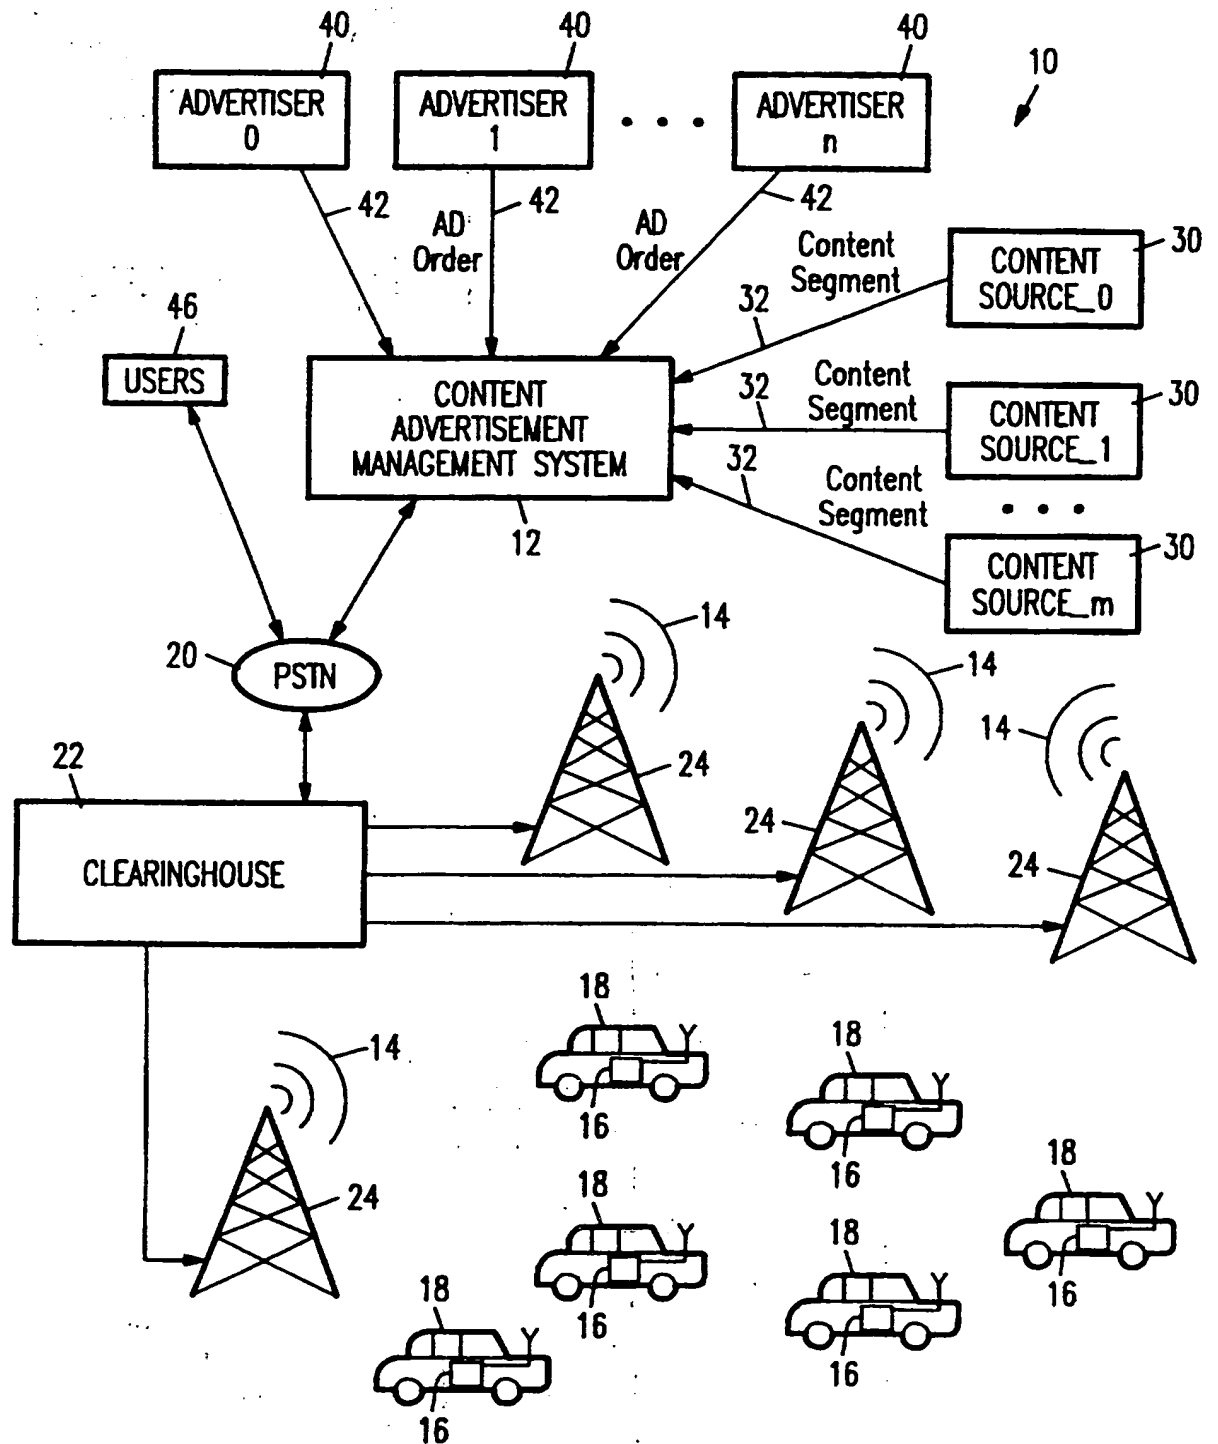 40
40
40
10
ADVERTISER
0
ADVERTISER
1
ADVERTISER
n
42
42
42
AD
Order
AD
Order
Content
Segment
30
CONTENT
SOURCE_0
32
46
USERS
CONTENT
ADVERTISEMENT
MANAGEMENT SYSTEM
12
Content
Segment
32
30
CONTENT
SOURCE_1
32
Content
Segment
30
CONTENT
SOURCE_m
20
PSTN
14
14
14
22
CLEARINGHOUSE
24
24
24
14
24
18
16
18
16
18
16
18
16
18
16
18
16